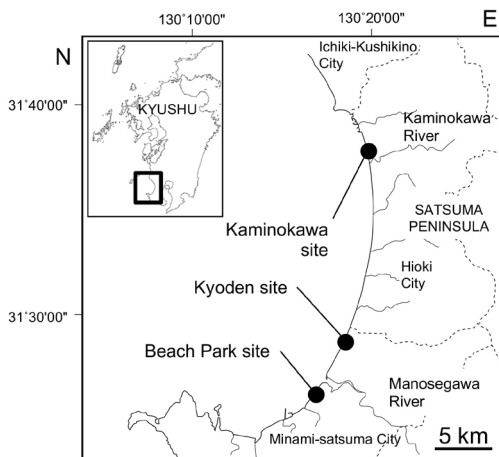 130°10'00"
130°20'00"
E
N
Ichiki-Kushikino
City
31°40'00"
KYUSHU
Kaminokawa
River
Kaminokawa
site
SATSUMA
PENINSULA
Hioki
City
Kyoden site
31°30'00"
Beach Park site
Manosegawa
River
Minami-satsuma City
5 km